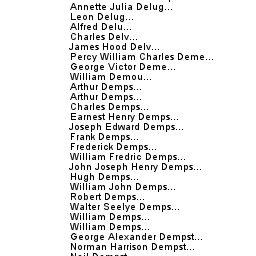 Annette Julia Delug...
Leon Delug...
Alfred Delu...
Charles Delv...
James Hood Delv...
Percy William Charles Deme...
George Victor Deme...
William Demou...
Arthur Demps...
Arthur Demps...
Charles Demps...
Earnest Henry Demps...
Joseph Edward Demps...
Frank Demps...
Frederick Demps...
William Fredric Demps...
John Joseph Henry Demps...
Hugh Demps...
William John Demps...
Robert Demps...
Walter Seelye Demps...
William Demps...
William Demps...
George Alexander Dempst...
Norman Harrison Dempst...